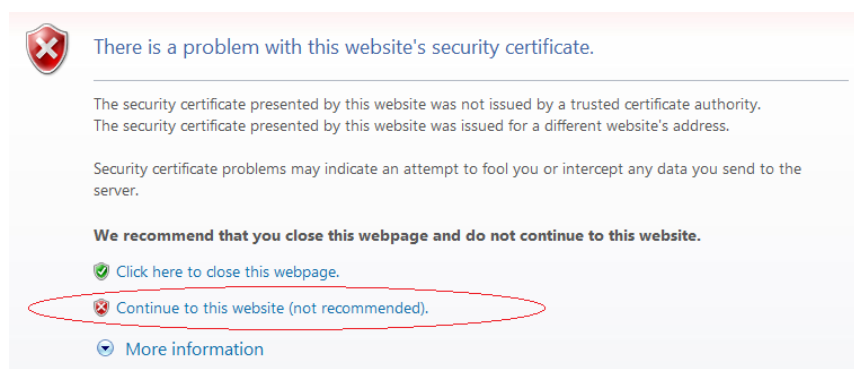 There is a problem with this website's security certificate.
The security certificate presented by this website was not issued by a trusted certificate authority.
The security certificate presented by this website was issued for a different website's address.
Security certificate problems may indicate an attempt to fool you or intercept any data you send to the
server.
We recommend that you close this webpage and do not continue to this website.
Click here to close this webpage.
Continue to this website (not recommended).
More information